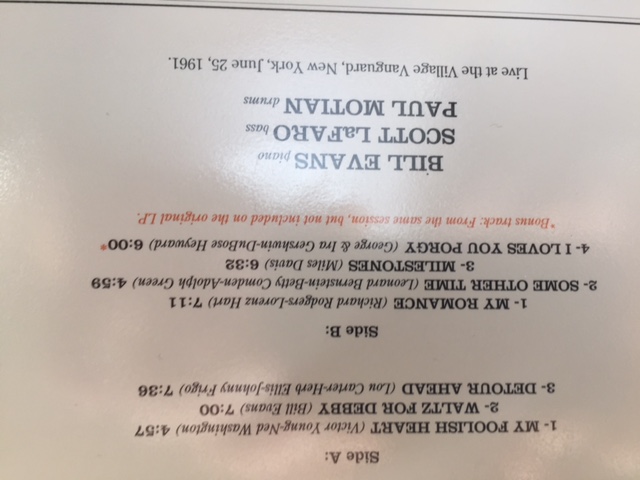 Side A:
1- MY FOOLISH HEART (Victor Young-Ned Washington) 4:57
2- WALTZ FOR DEBBY (Bill Evans) 7:00
3- DETOUR AHEAD (Lou Carter-Herb Ellis-Johnny Frigo) 7:36
Side B:
1- MY ROMANCE (Richard Rodgers-Lorenz Hart) 7:11
2- SOME OTHER TIME (Leonard Bernstein-Betty Comden-Adolph Green) 4:59
3- MILESTONES (Miles Davis) 6:32
4- I LOVES YOU PORGY (George & Ira Gershwin-DuBose Heyward) 6:00*
*Bonus track: From the same session, but not included on the original LP.
BILL EVANS piano
SCOTT LaFARO bass
PAUL MOTIAN drums
Live at the Village Vanguard, New York, June 25, 1961.